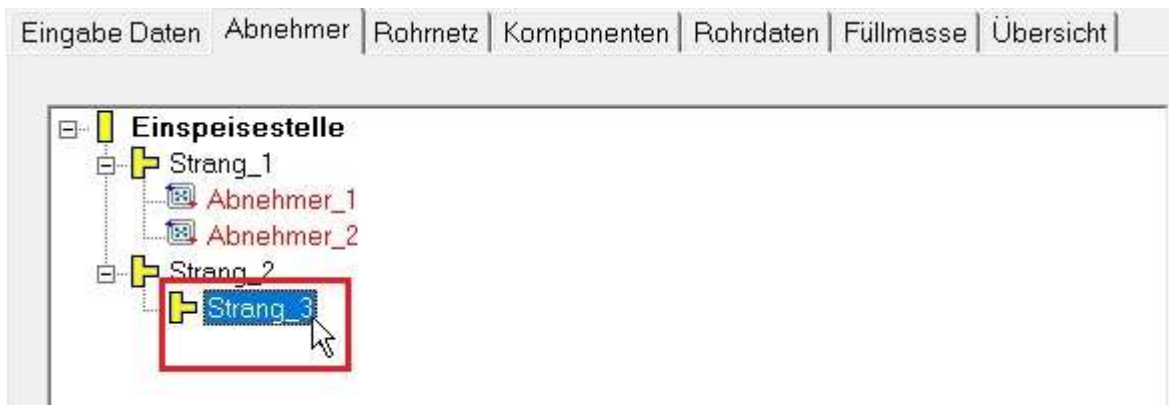 Eingabe Daten Abnehmer Rohrnetz Komponenten Rohrdaten Füllmasse Übersicht
Einspeisestelle
Strang_1
Abnehmer_1
Abnehmer_2
Strang_2
Strang_3